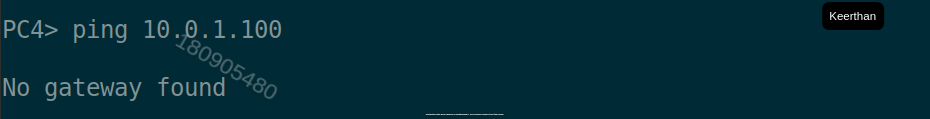 Keerthan
PC4> ping 10.0.1.100
180905480
No gateway found